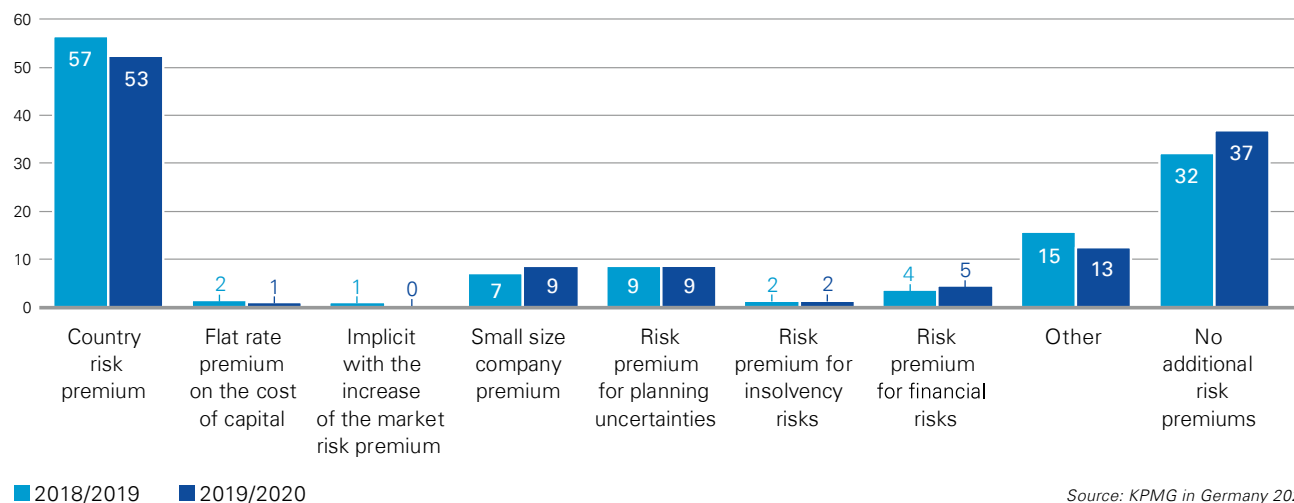 60
50
40
30
20
10
0
57
53
2
1
1
0
7
9
9
9
2
2
4
5
15
13
32
37
Country
risk
premium
Flat rate
premium
on the cost
of capital
Implicit
with the
increase
of the market
risk premium
Small size
company
premium
Risk
premium
for planning
uncertainties
Risk
premium for
insolvency
risks
Risk
premium
for financial
risks
Other
No
additional
risk
premiums
2018/2019
2019/2020
Source: KPMG in Germany